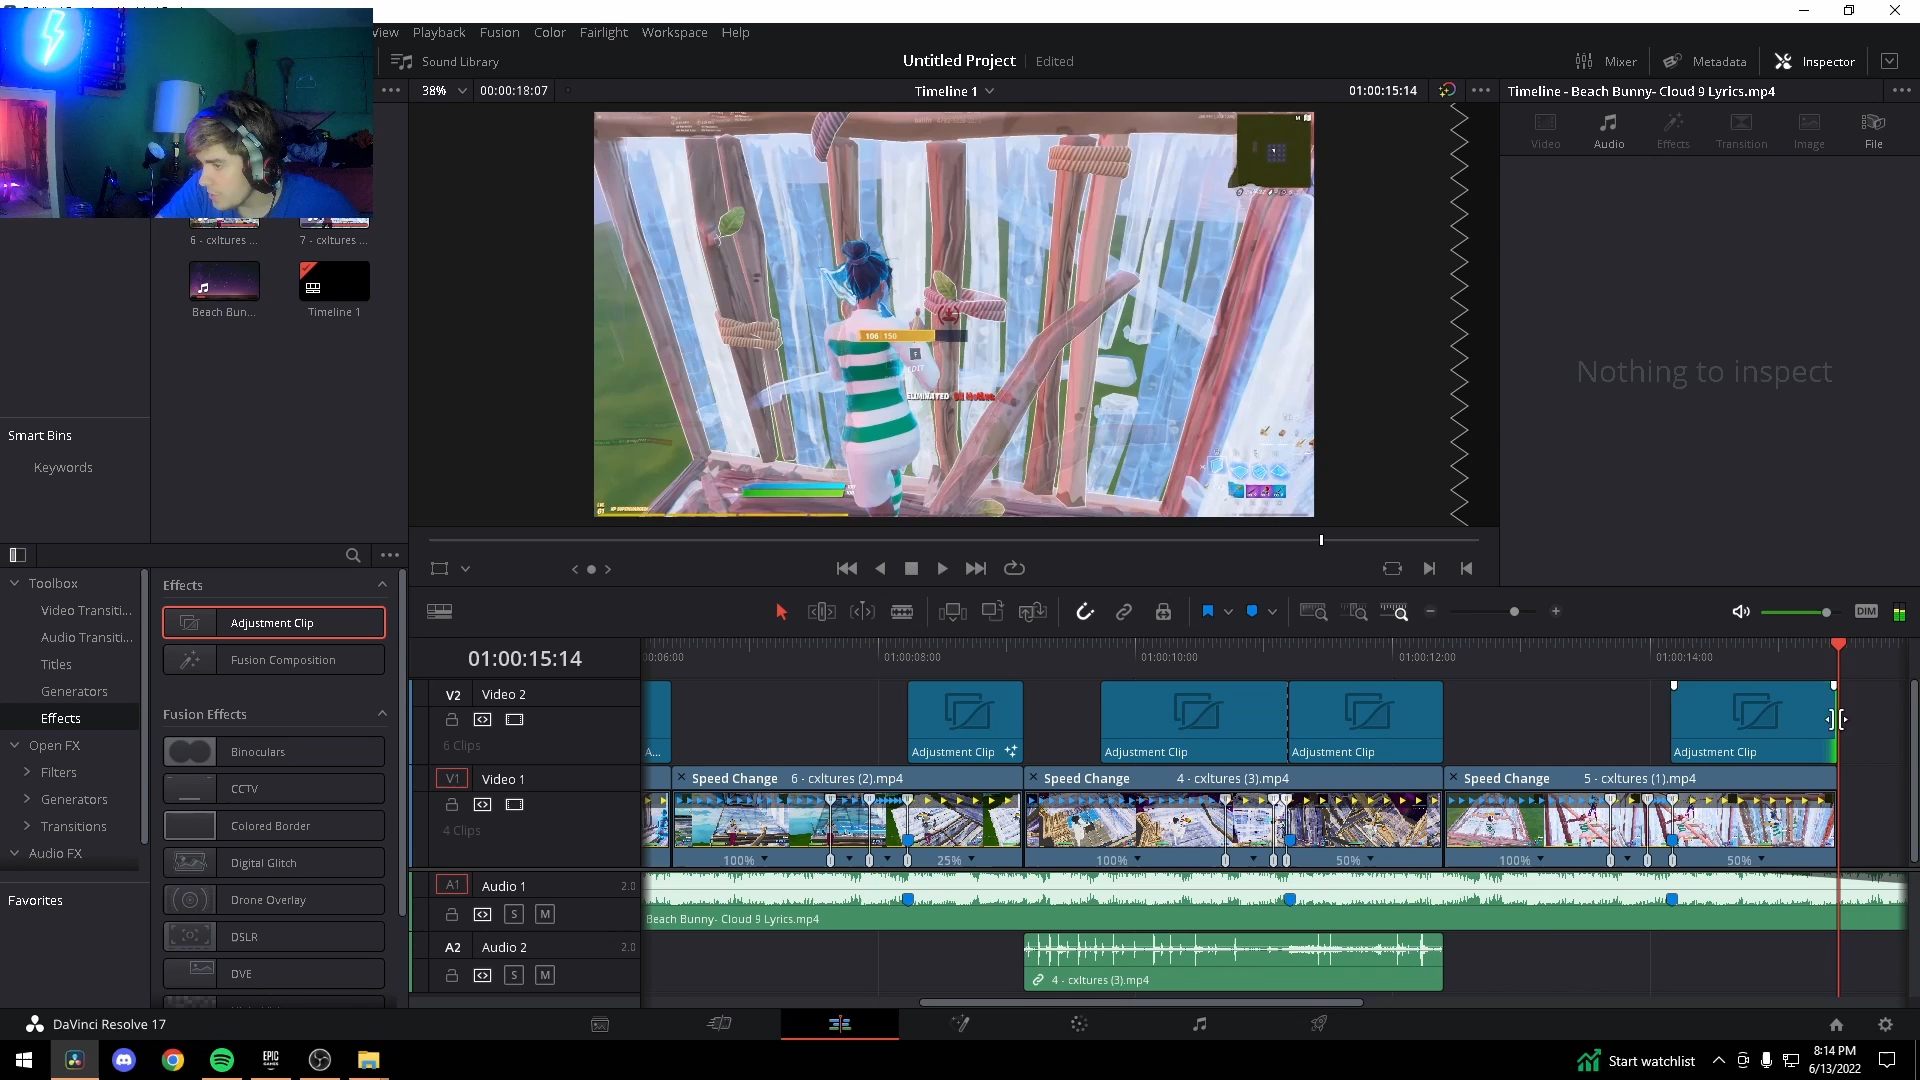 View Playback Fusion Color Fairlight Workspace Help
Sound Library
Untitled Project Edited
Mixer Metadata Inspector
38% 00:00:18:07 Timeline 1 01:00:15:14
Timeline - Beach Bunny- Cloud 9 Lyrics.mp4
Video Audio Effects Transition Image File
6 - cxltures ... 7 - cxltures ...
Beach Bun... Timeline 1
106 150
EDIT
ELIMINATED
Nothing to inspect
Smart Bins
Keywords
Toolbox
Video Transiti...
Audio Transiti...
Titles
Generators
Effects
Open FX
Filters
Generators
Transitions
Audio FX
Favorites
Effects
Adjustment Clip
Fusion Composition
Fusion Effects
Binoculars
CCTV
Colored Border
Digital Glitch
Drone Overlay
DSLR
DVE
DIM
01:00:15:14
00:06:00 01:00:08:00 01:00:10:00 01:00:12:00 01:00:14:00
V2 Video 2
6 Clips
A... Adjustment Clip Adjustment Clip Adjustment Clip Adjustment Clip
V1 Video 1
4 Clips
Speed Change 6 - cxltures (2).mp4 Speed Change 4 - cxltures (3).mp4 Speed Change 5 - cxltures (1).mp4
100% 25% 100% 50% 100% 50%
A1 Audio 1 2.0
S M
Beach Bunny- Cloud 9 Lyrics.mp4
A2 Audio 2 2.0
S M
4 - cxltures (3).mp4
DaVinci Resolve 17
EPIC GAMES
Start watchlist
8:14 PM
6/13/2022